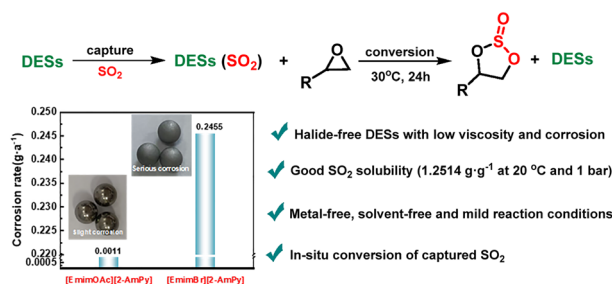 capture
DESs
SO2
DESs (SO2)
+
O
R
conversion
30°C, 24h
O
S
O
O
R
+
DESs
0.250
0.245
0.240
0.235
0.230
0.225
0.220
0.0005
Corrosion rate(g·a⁻¹)
0.2455
Serious corrosion
Slight corrosion
0.0011
[EmimOAc][2-AmPy]
[EmimBr][2-AmPy]
Halide-free DESs with low viscosity and corrosion
Good SO2 solubility (1.2514 g·g⁻¹ at 20 °C and 1 bar)
Metal-free, solvent-free and mild reaction conditions
In-situ conversion of captured SO2